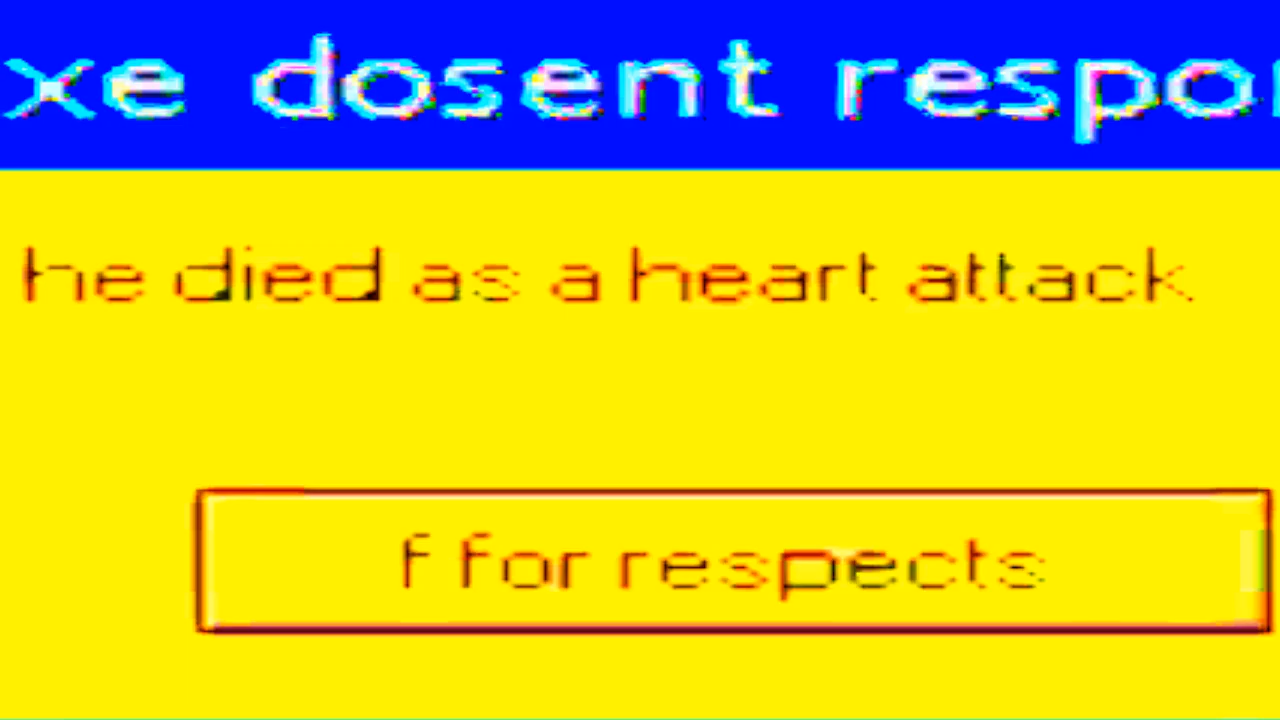 xe dosent respo
he died as a heart attack
f for respects